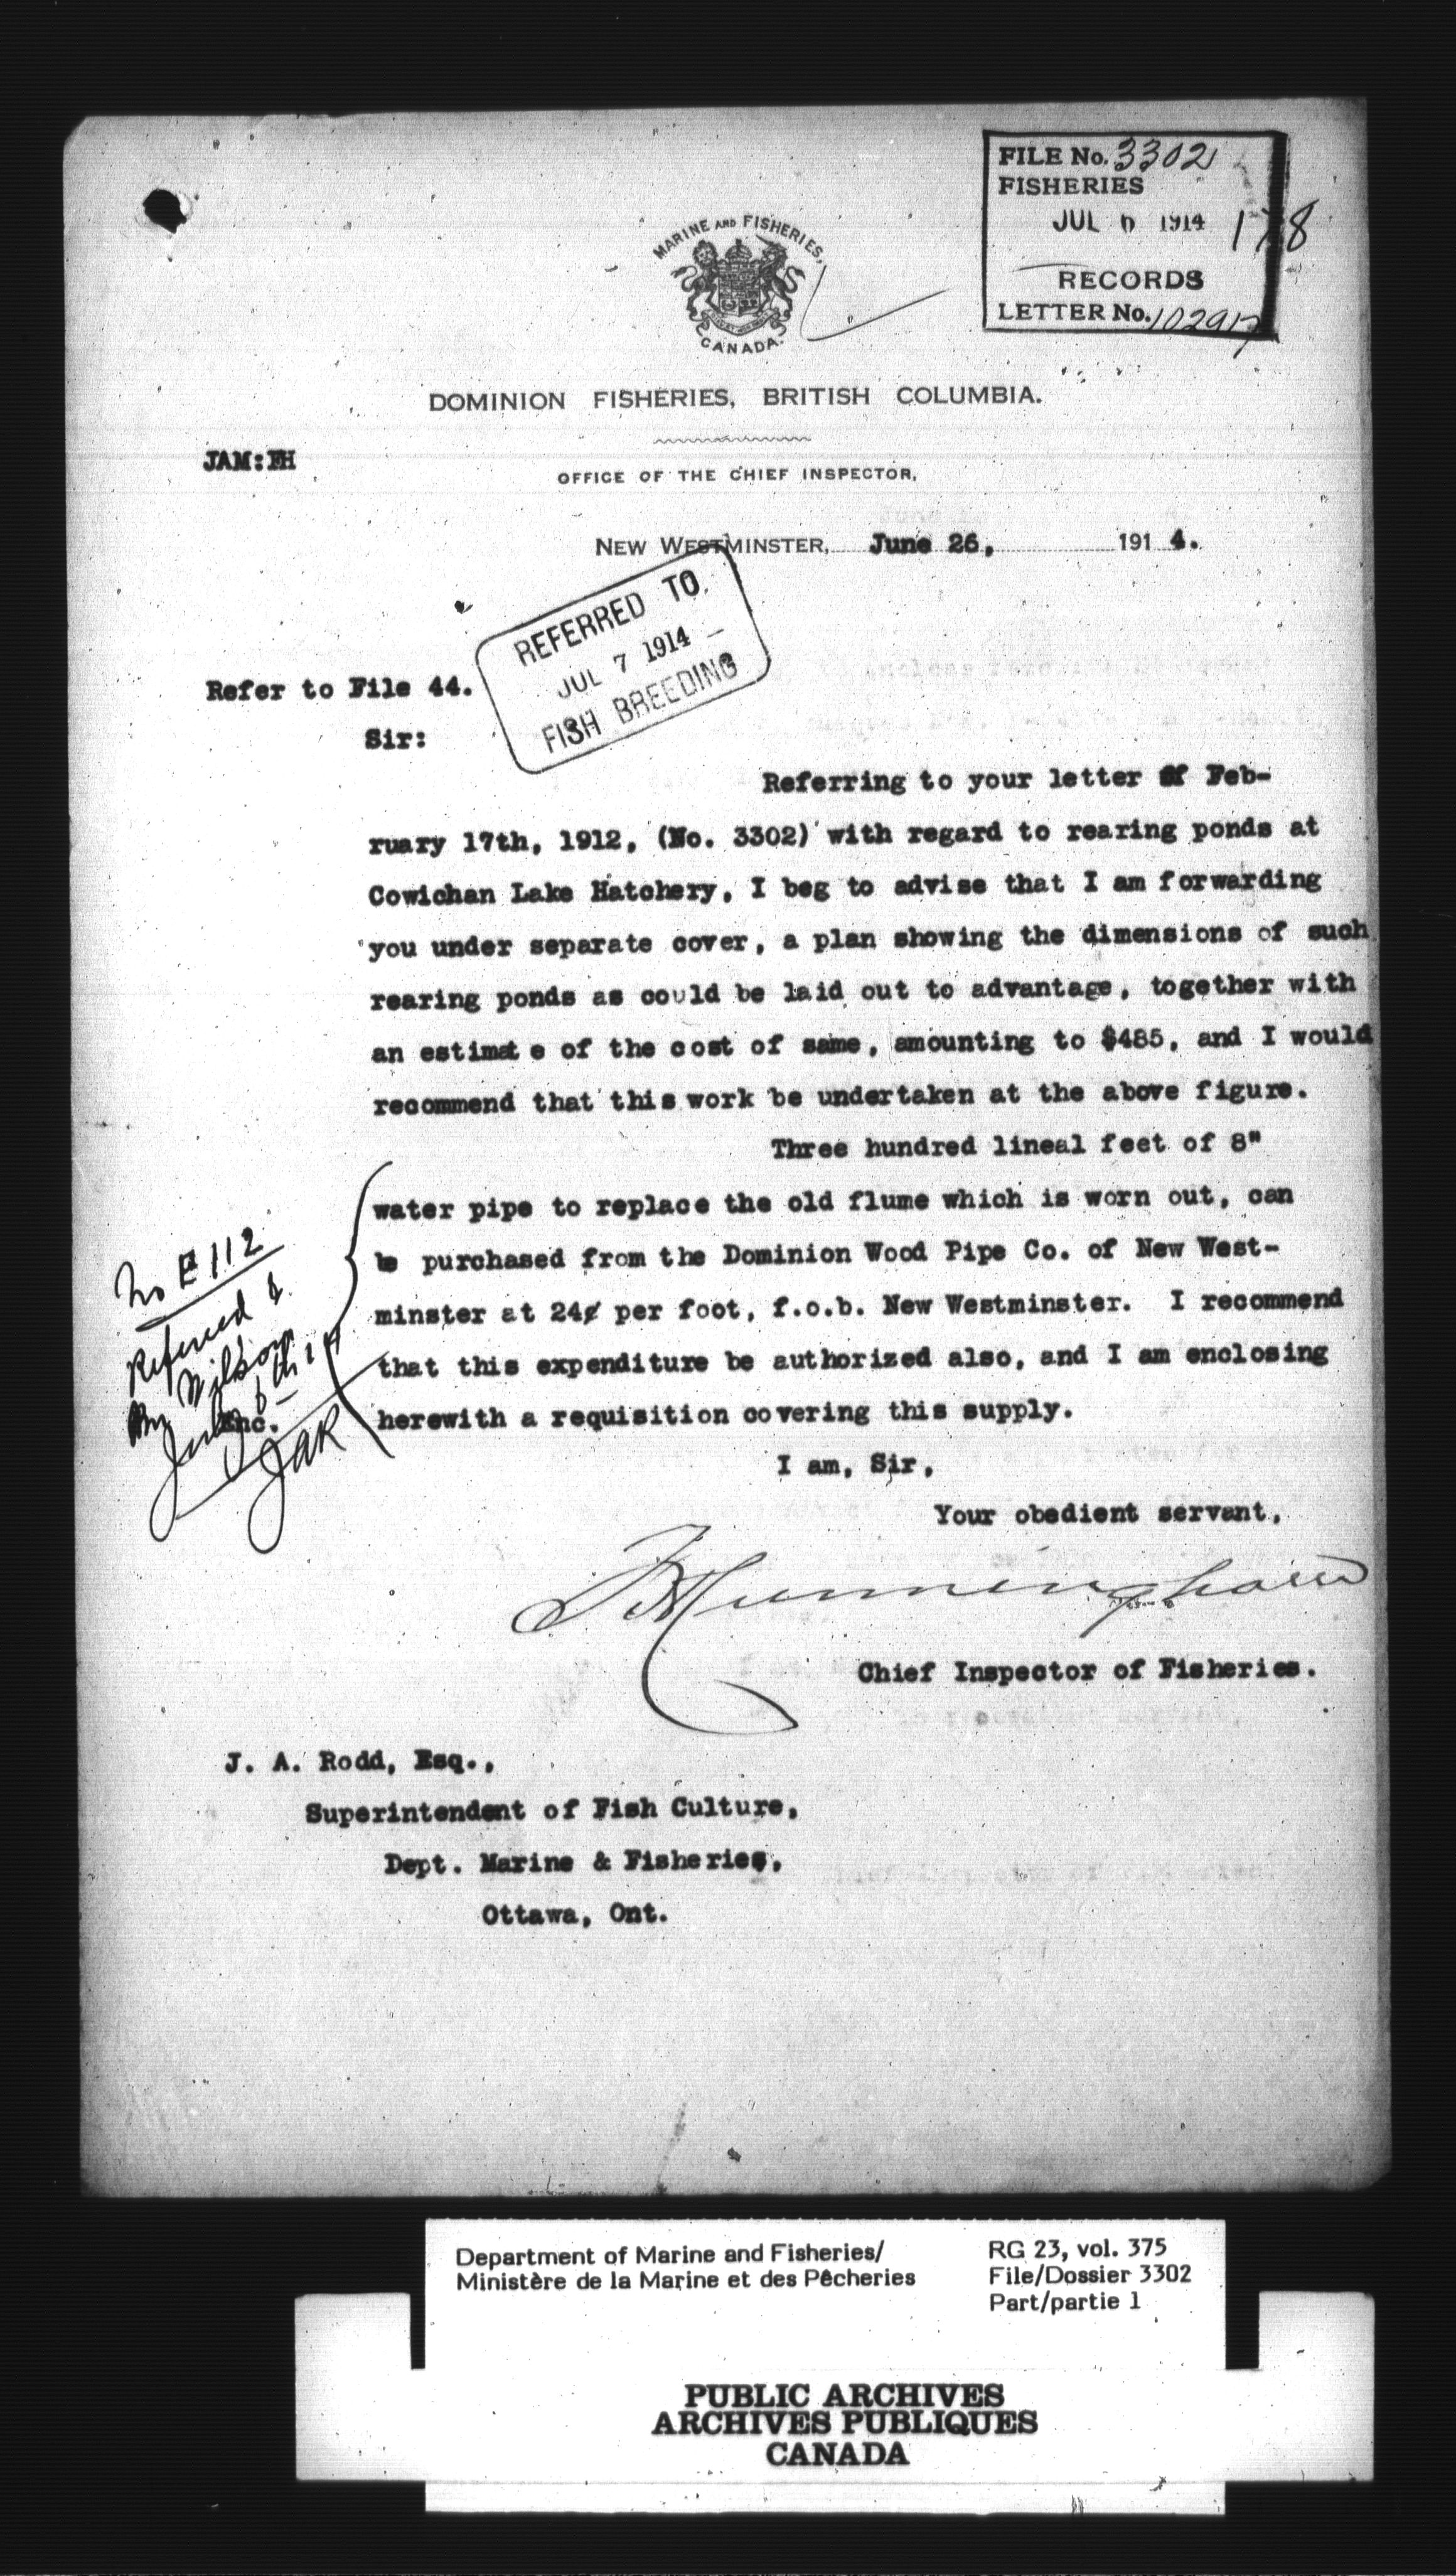 FILE No. 3302
FISHERIES
JUL 6 1914
178
RECORDS
LETTER No. 102917
MARINE AND FISHERIES,
CANADA.
DOMINION FISHERIES, BRITISH COLUMBIA.
JAM:EH
OFFICE OF THE CHIEF INSPECTOR,
NEW WESTMINSTER, June 26, 1914.
REFERRED TO
JUL 7 1914
FISH BREEDING
Refer to File 44.
Sir:
Referring to your letter of Feb-
ruary 17th, 1912, (No. 3302) with regard to rearing ponds at
Cowichan Lake Hatchery, I beg to advise that I am forwarding
you under separate cover, a plan showing the dimensions of such
rearing ponds as could be laid out to advantage, together with
an estimate of the cost of same, amounting to $485, and I would
recommend that this work be undertaken at the above figure.
Three hundred lineal feet of 8"
water pipe to replace the old flume which is worn out, can
be purchased from the Dominion Wood Pipe Co. of New West-
minster at 24¢ per foot, f.o.b. New Westminster. I recommend
that this expenditure be authorized also, and I am enclosing
herewith a requisition covering this supply.
No E 112
Referred
Wilson
Enc.
JAR
I am, Sir,
Your obedient servant,
Cunningham
Chief Inspector of Fisheries.
J. A. Rodd, Esq.,
Superintendent of Fish Culture,
Dept. Marine & Fisheries,
Ottawa, Ont.
Department of Marine and Fisheries/
Ministère de la Marine et des Pêcheries
RG 23, vol. 375
File/Dossier 3302
Part/partie 1
PUBLIC ARCHIVES
ARCHIVES PUBLIQUES
CANADA